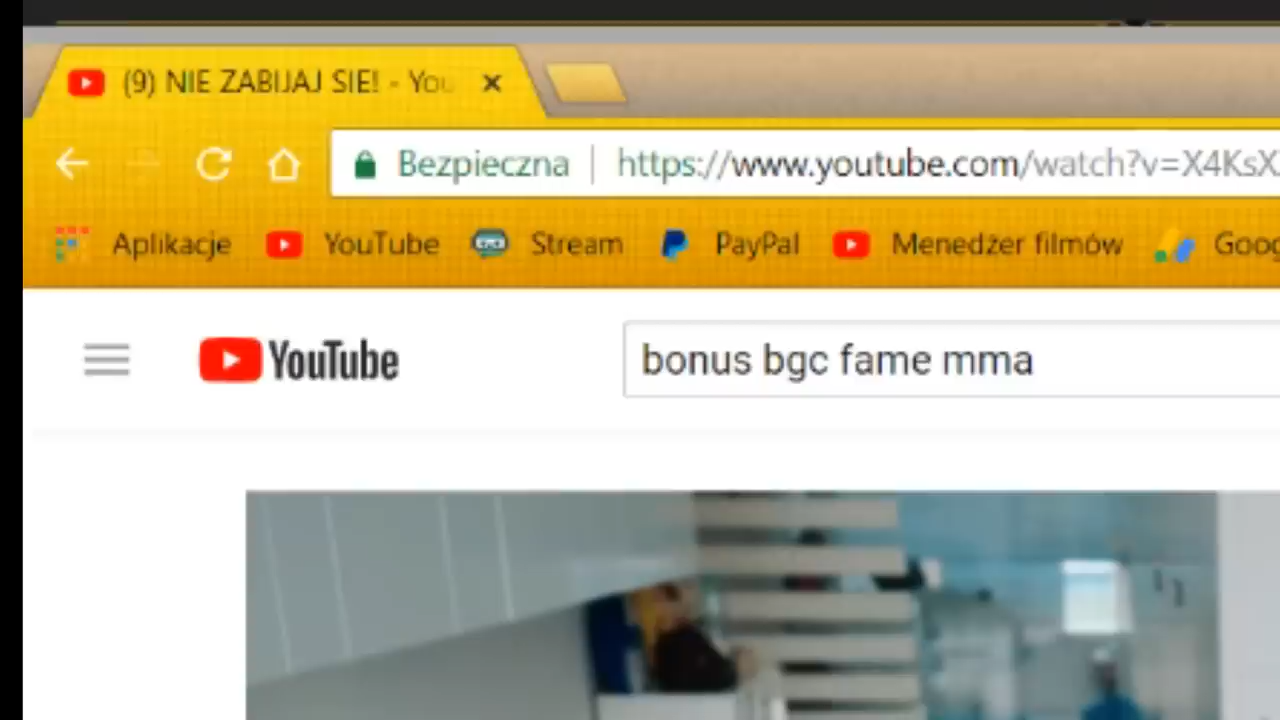 (9) NIE ZABIJAJ SIE! - You
Bezpieczna https://www.youtube.com/watch?v=X4KsX
Aplikacje YouTube Stream PayPal Menedżer filmów Goog
YouTube bonus bgc fame mma